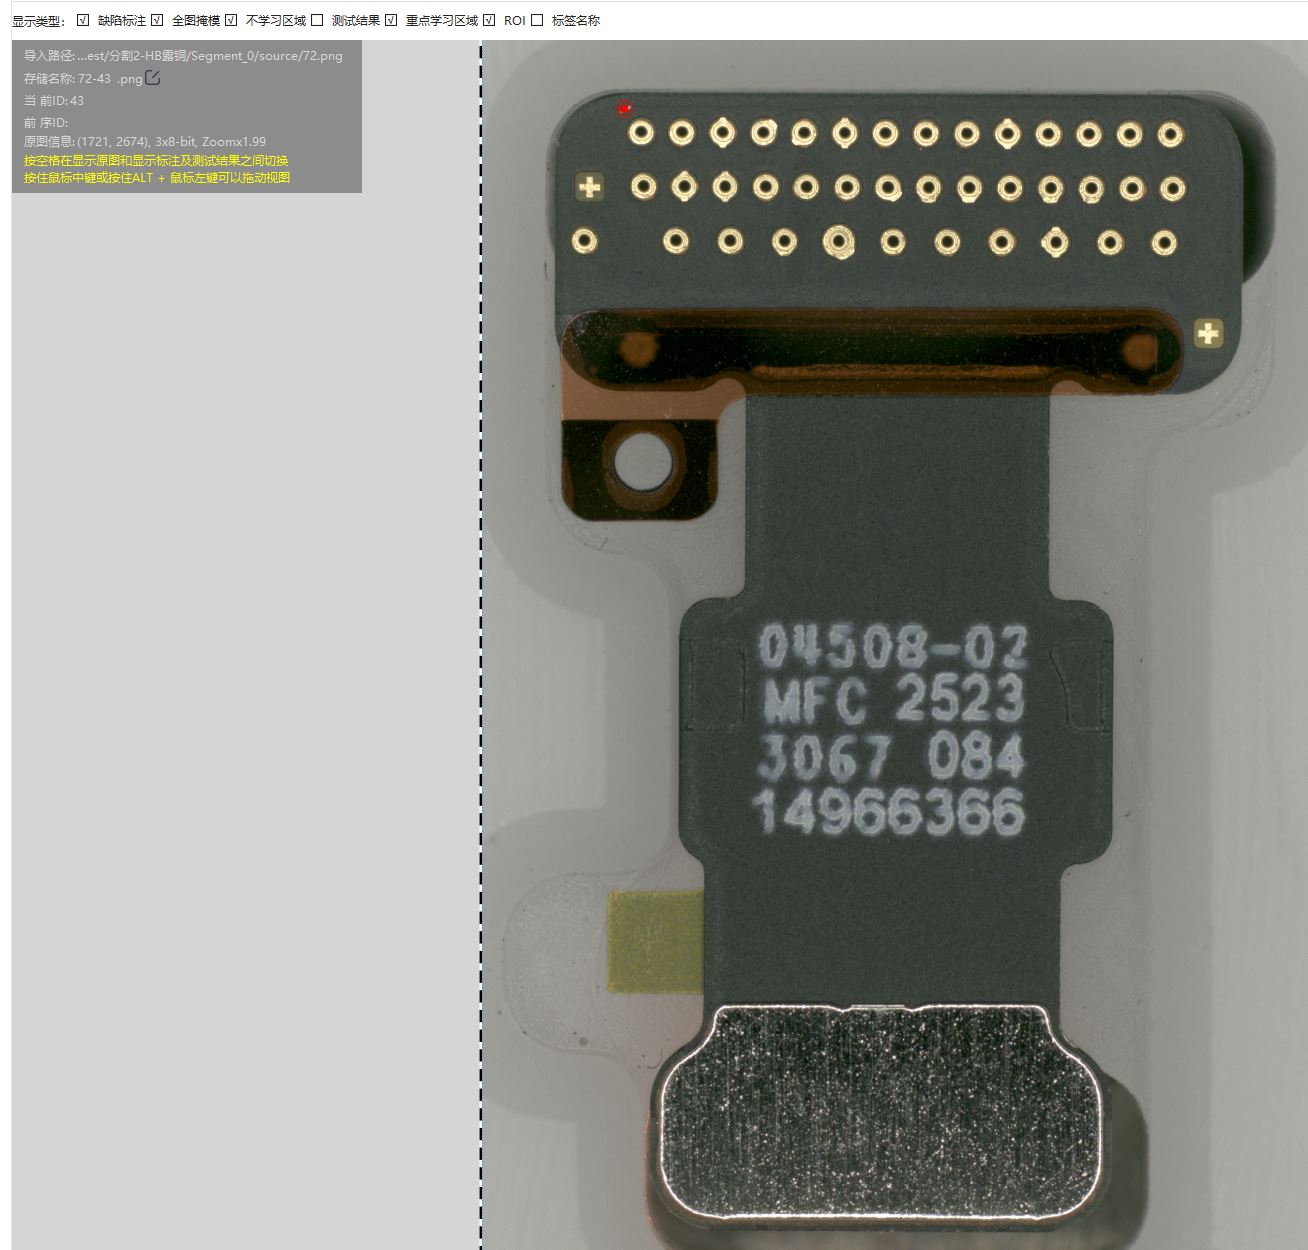 显示类型: 缺陷标注 全图掩模 不学习区域 测试结果 重点学习区域 ROI 标签名称
导入路径: ...est/分割2-HB露铜/Segment_0/source/72.png
存储名称: 72-43 .png
当 前ID: 43
前 序ID:
原图信息: (1721, 2674), 3x8-bit, Zoomx1.99
按空格在显示原图和显示标注及测试结果之间切换
按住鼠标中键或按住ALT + 鼠标左键可以拖动视图
04508-02
MFC 2523
3067 084
14966366